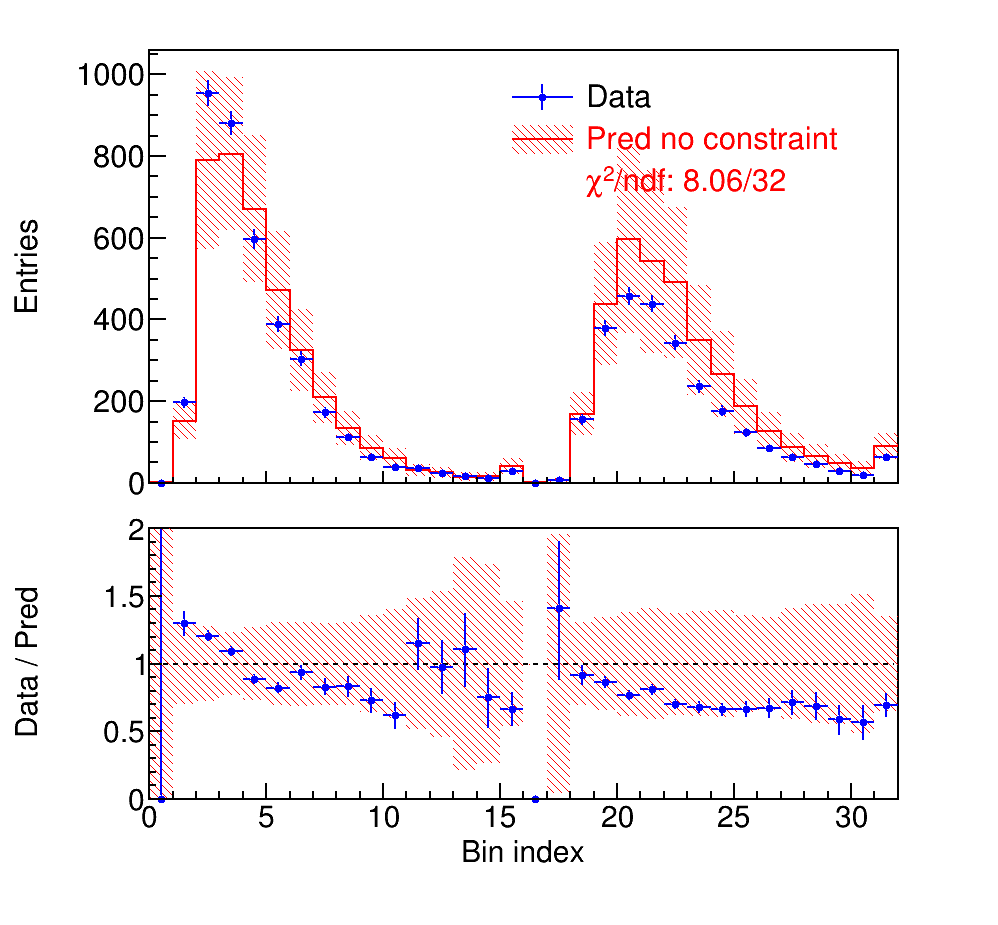 Data
Pred no constraint
χ²/ndf: 8.06/32
Entries
1000
800
600
400
200
0
Data / Pred
2
1.5
1
0.5
0
0 5 10 15 20 25 30
Bin index